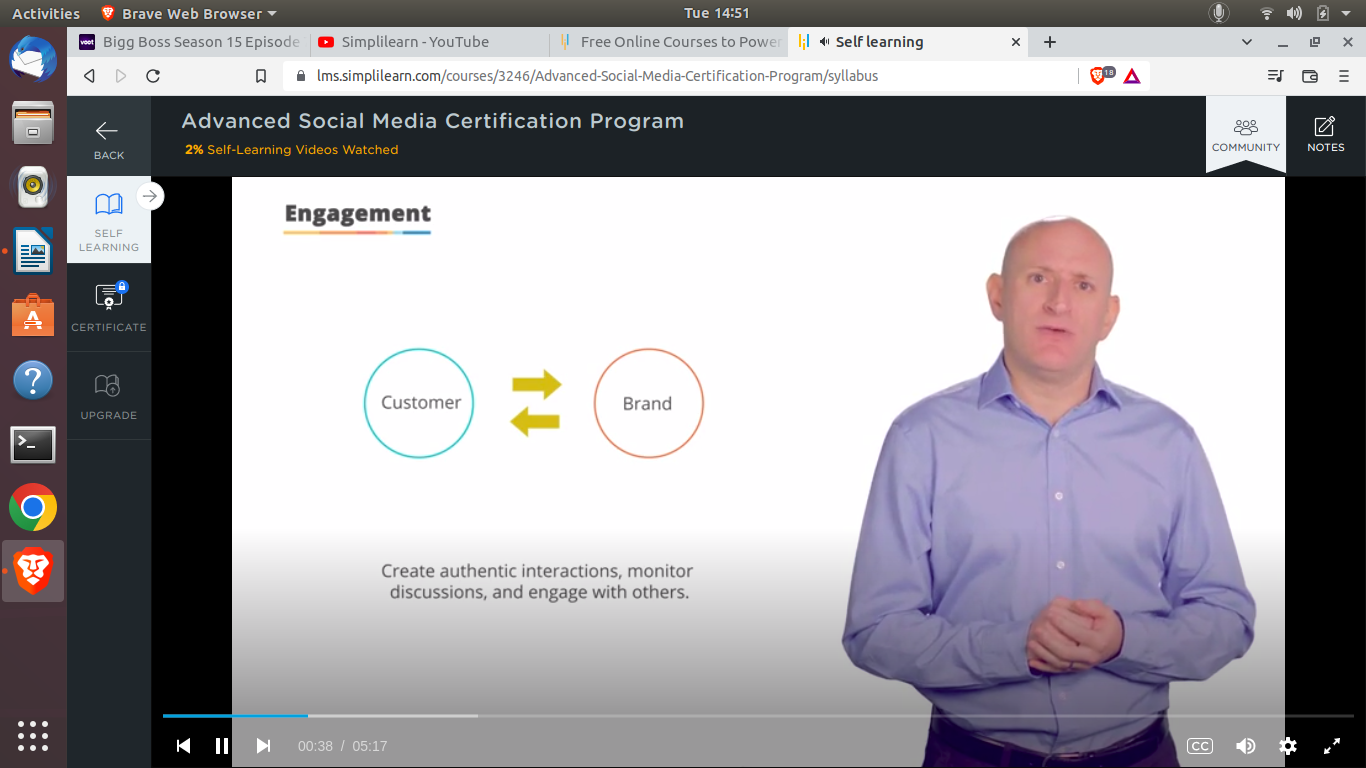 Activities
Brave Web Browser
Tue 14:51
voot
Bigg Boss Season 15 Episode
Simplilearn - YouTube
Free Online Courses to Power
Self learning
lms.simplilearn.com/courses/3246/Advanced-Social-Media-Certification-Program/syllabus
18
BACK
Advanced Social Media Certification Program
2% Self-Learning Videos Watched
COMMUNITY
NOTES
SELF
LEARNING
CERTIFICATE
UPGRADE
Engagement
Customer
Brand
Create authentic interactions, monitor
discussions, and engage with others.
00:38 / 05:17
CC